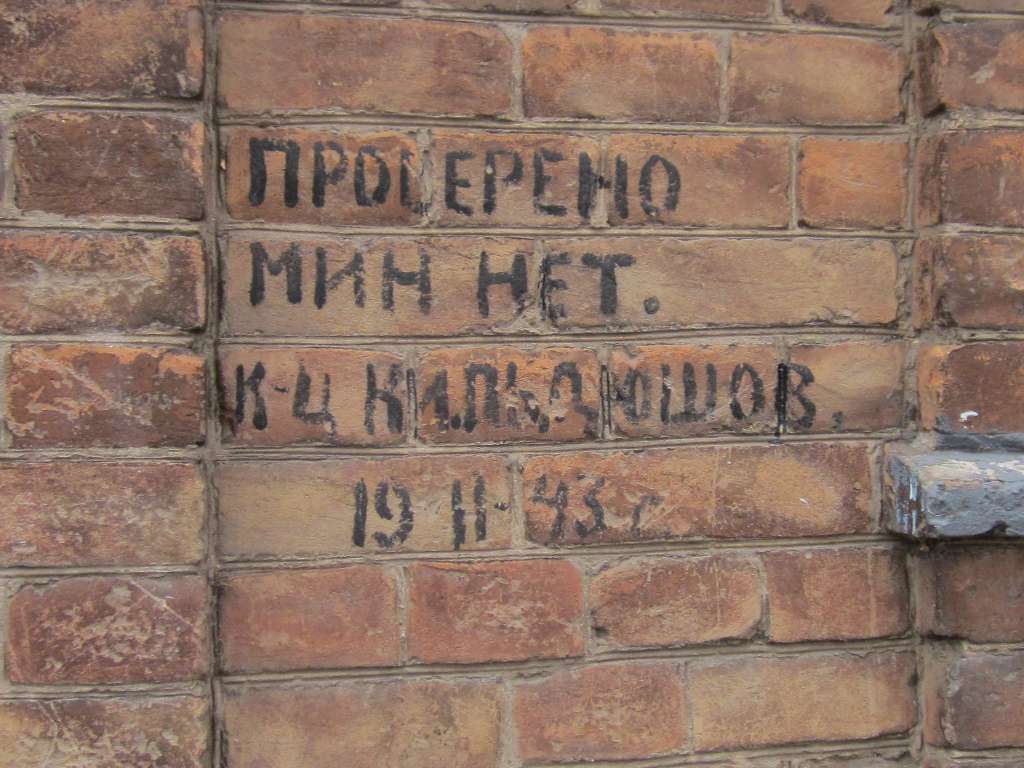 ПРОВЕРЕНО
МИН НЕТ.
К-Ц КИЛЬДЮШОВ.
19 II-43 г.